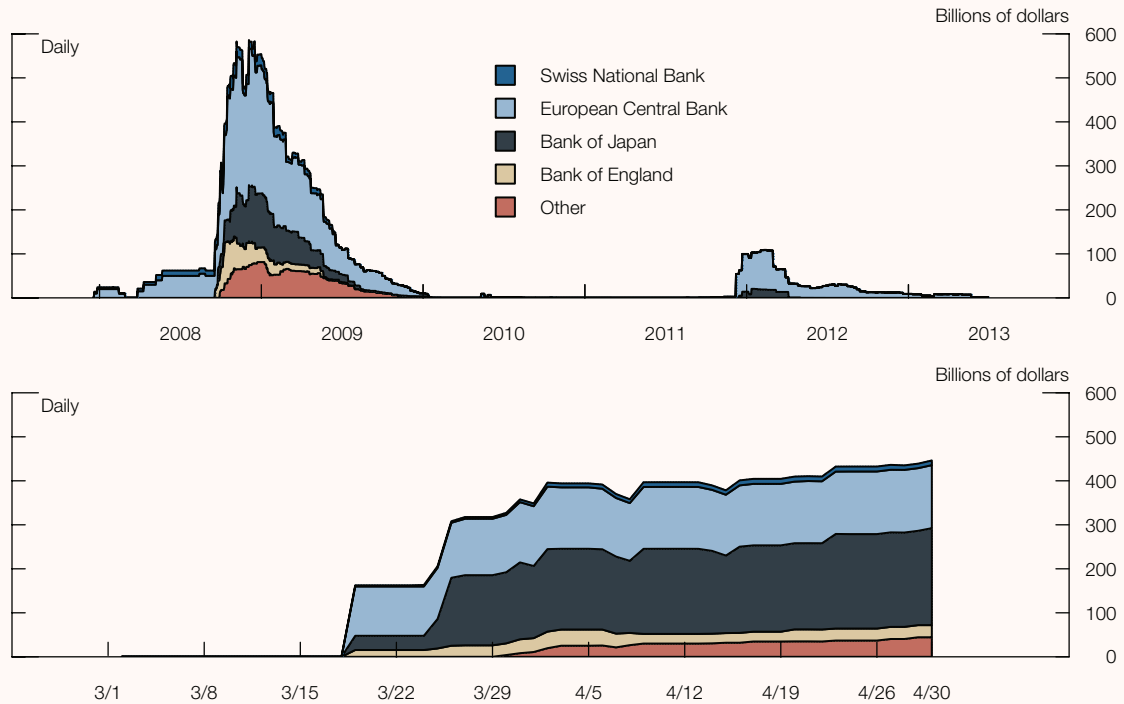 Billions of dollars
Daily
600
500
400
300
200
100
0
Swiss National Bank
European Central Bank
Bank of Japan
Bank of England
Other
2008 2009 2010 2011 2012 2013
Billions of dollars
Daily
600
500
400
300
200
100
0
3/1 3/8 3/15 3/22 3/29 4/5 4/12 4/19 4/26 4/30